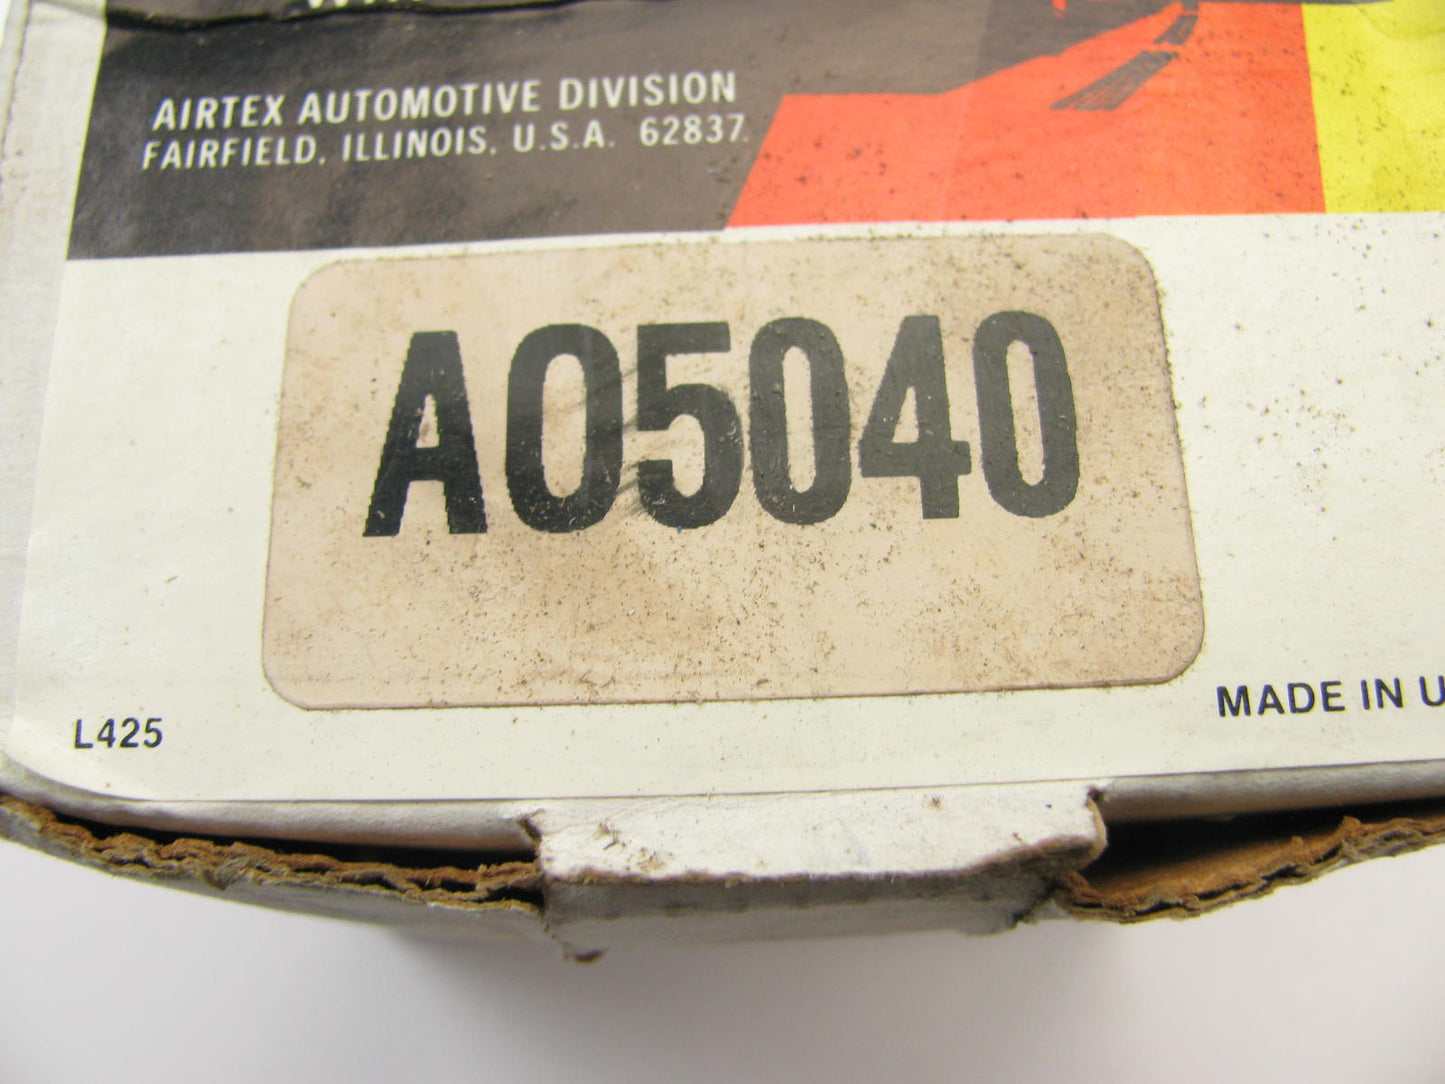 AIRTEX AUTOMOTIVE DIVISION
FAIRFIELD, ILLINOIS, U.S.A. 62837
A05040
L425
MADE IN U